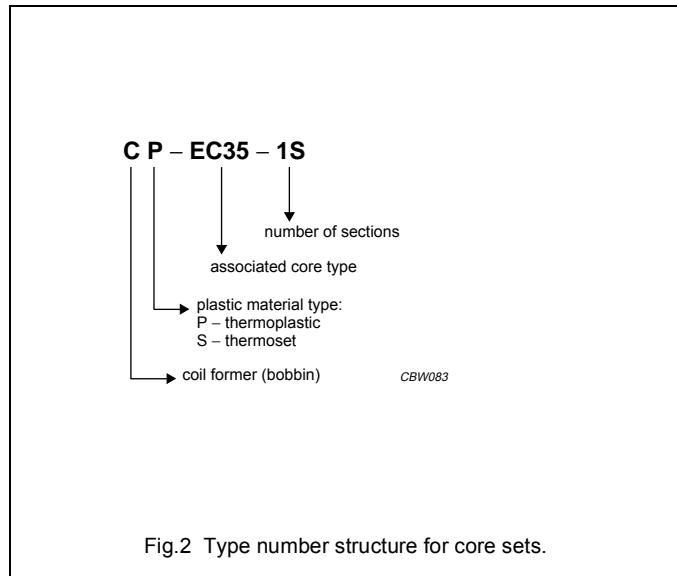 C P – EC35 – 1S
number of sections
associated core type
plastic material type:
P – thermoplastic
S – thermoset
coil former (bobbin)
CBW083
Fig.2 Type number structure for core sets.